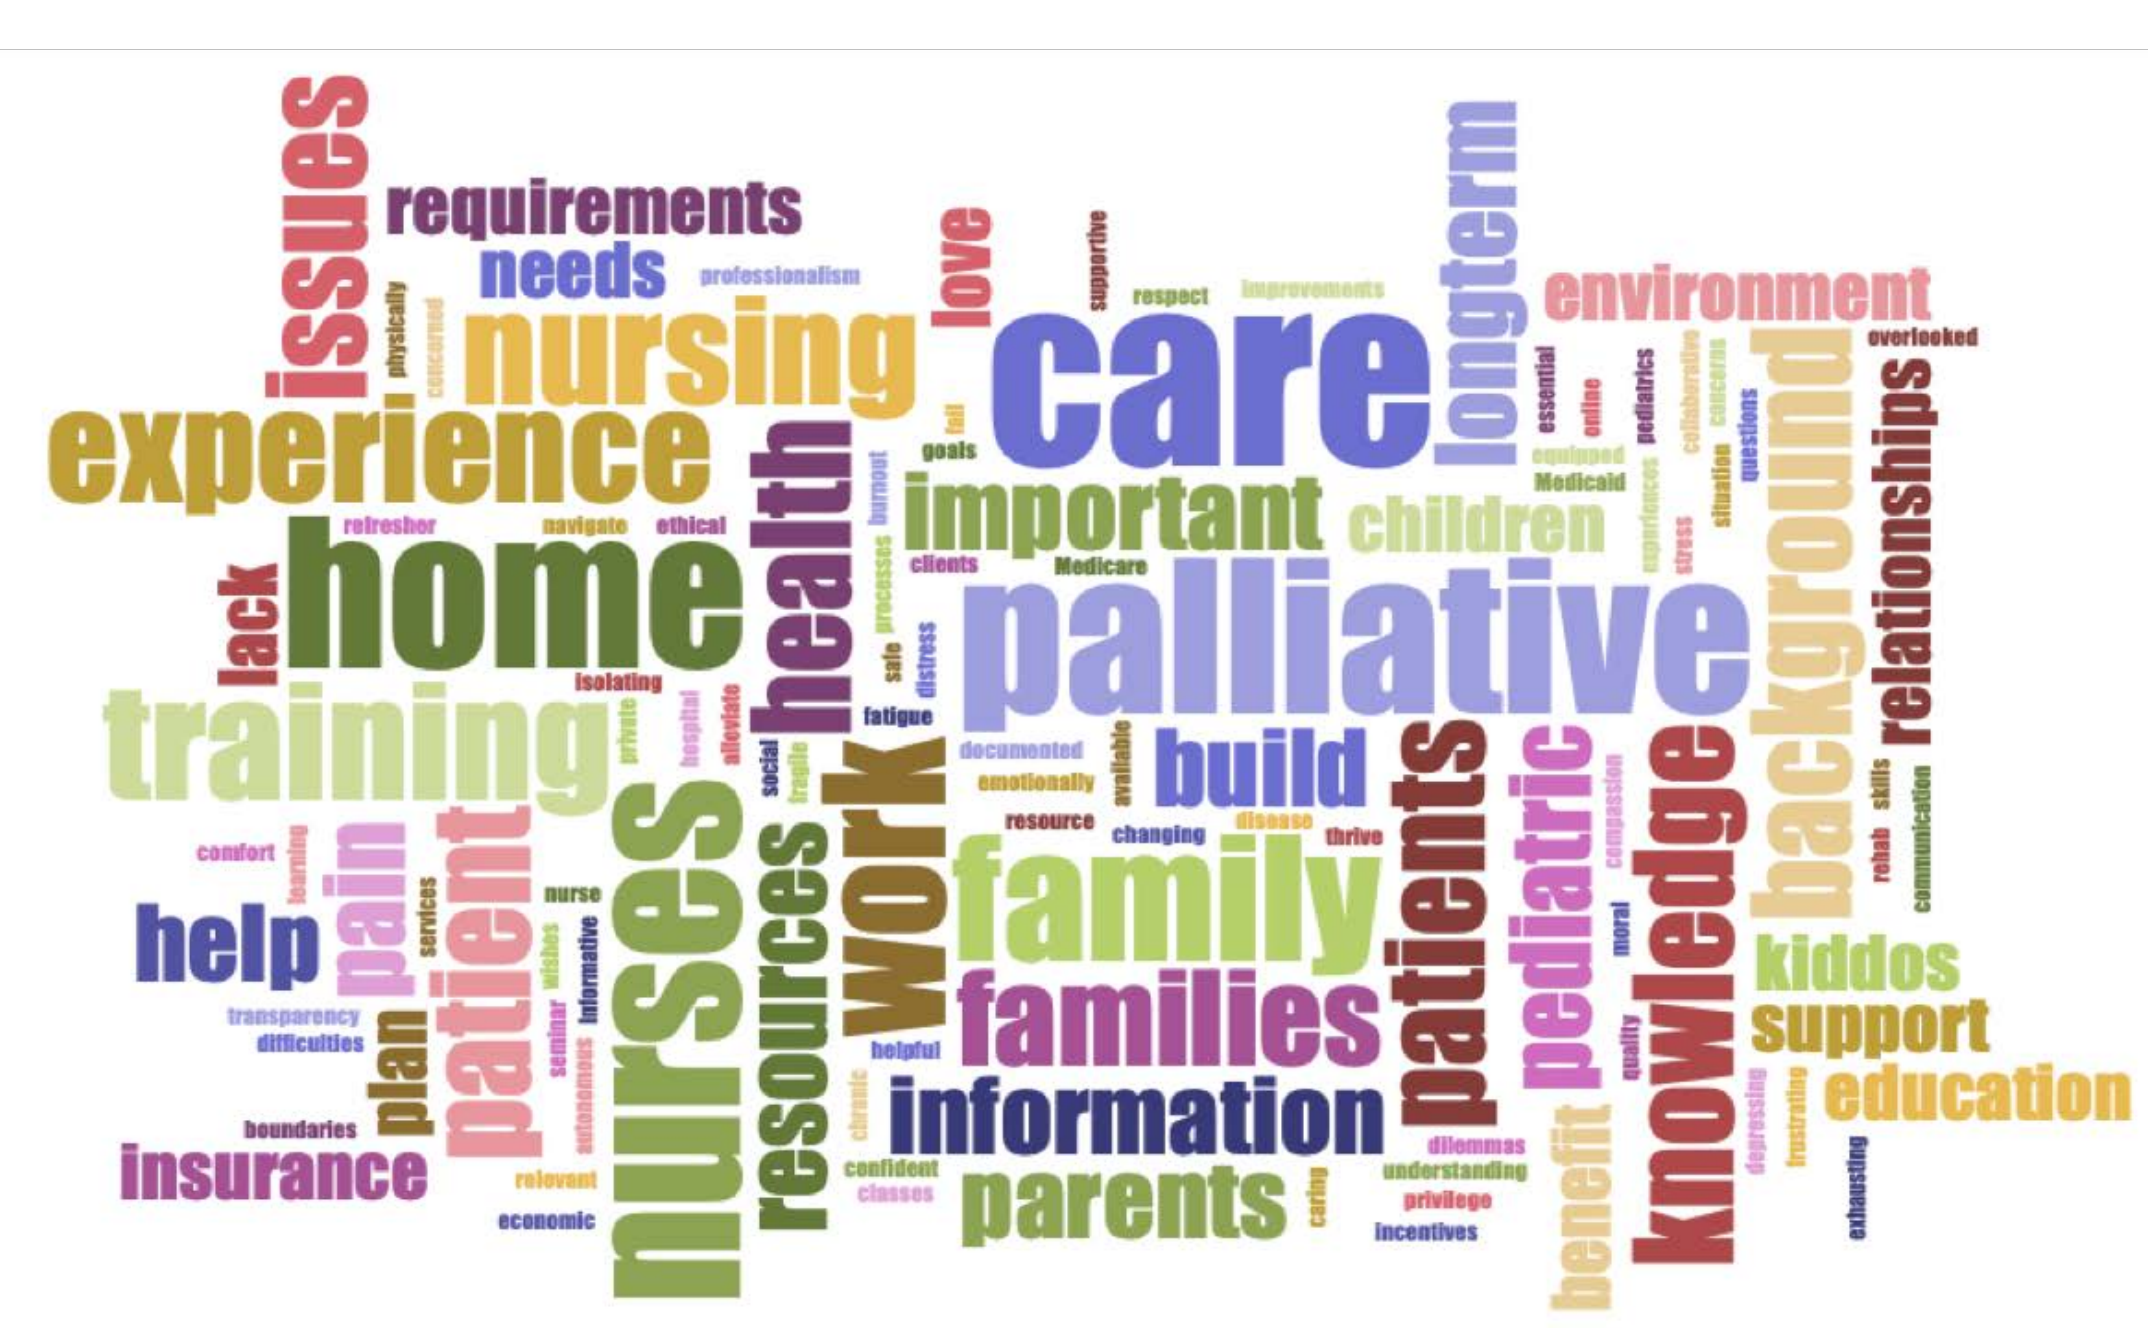 issues
requirements
needs
professionalism
physically
concerned
nursing
love
supportive
respect
improvements
longterm
environment
overlooked
care
experience
fall
goals
essential
online
pediatrics
collaborative
concerns
questions
background
relationships
equipped
Medicaid
experiences
situation
stress
health
burnout
important
children
refresher
navigate
ethical
home
lack
processes
clients
Medicare
palliative
safe
distress
isolating
training
private
hospital
alleviate
fatigue
social
fragile
work
documented
emotionally
available
build
patients
pediatric
compassion
knowledge
skills
rehab
communication
resource
changing
disease
thrive
comfort
learning
pain
services
patient
nurse
nurses
resources
family
help
wishes
Informative
moral
kiddos
transparency
difficulties
plan
seminar
autonomous
helpful
families
quality
support
boundaries
insurance
chronic
information
depressing
frustrating
education
exhausting
relevant
economic
confident
classes
parents
caring
dilemmas
understanding
privilege
incentives
benefit